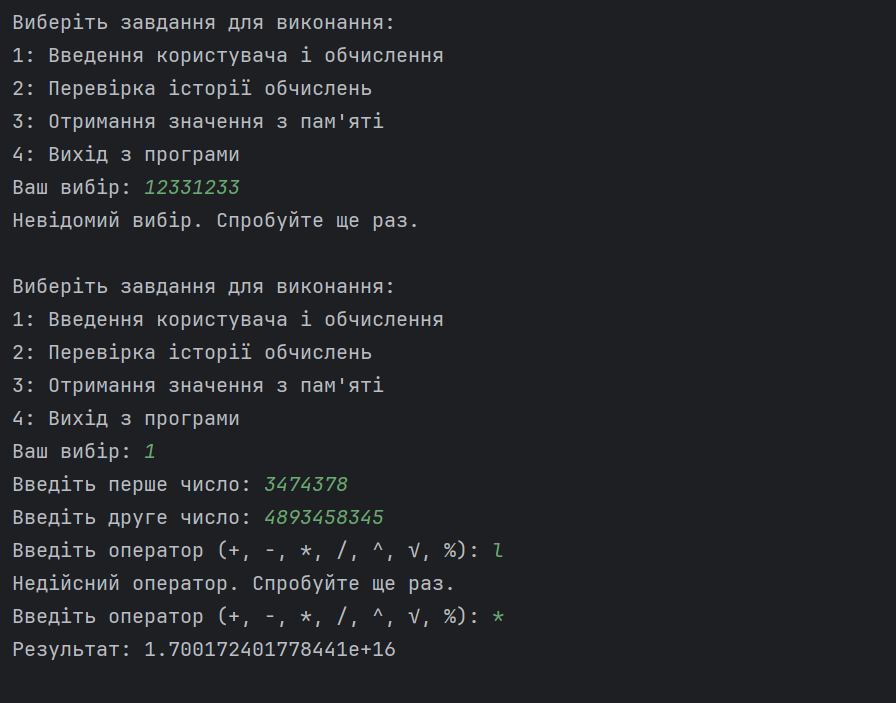 Виберіть завдання для виконання:
1: Введення користувача і обчислення
2: Перевірка історії обчислень
3: Отримання значення з пам'яті
4: Вихід з програми
Ваш вибір: 12331233
Невідомий вибір. Спробуйте ще раз.
Виберіть завдання для виконання:
1: Введення користувача і обчислення
2: Перевірка історії обчислень
3: Отримання значення з пам'яті
4: Вихід з програми
Ваш вибір: 1
Введіть перше число: 3474378
Введіть друге число: 4893458345
Введіть оператор (+, -, *, /, ^, √, %): l
Недійсний оператор. Спробуйте ще раз.
Введіть оператор (+, -, *, /, ^, √, %): *
Результат: 1.700172401778441e+16